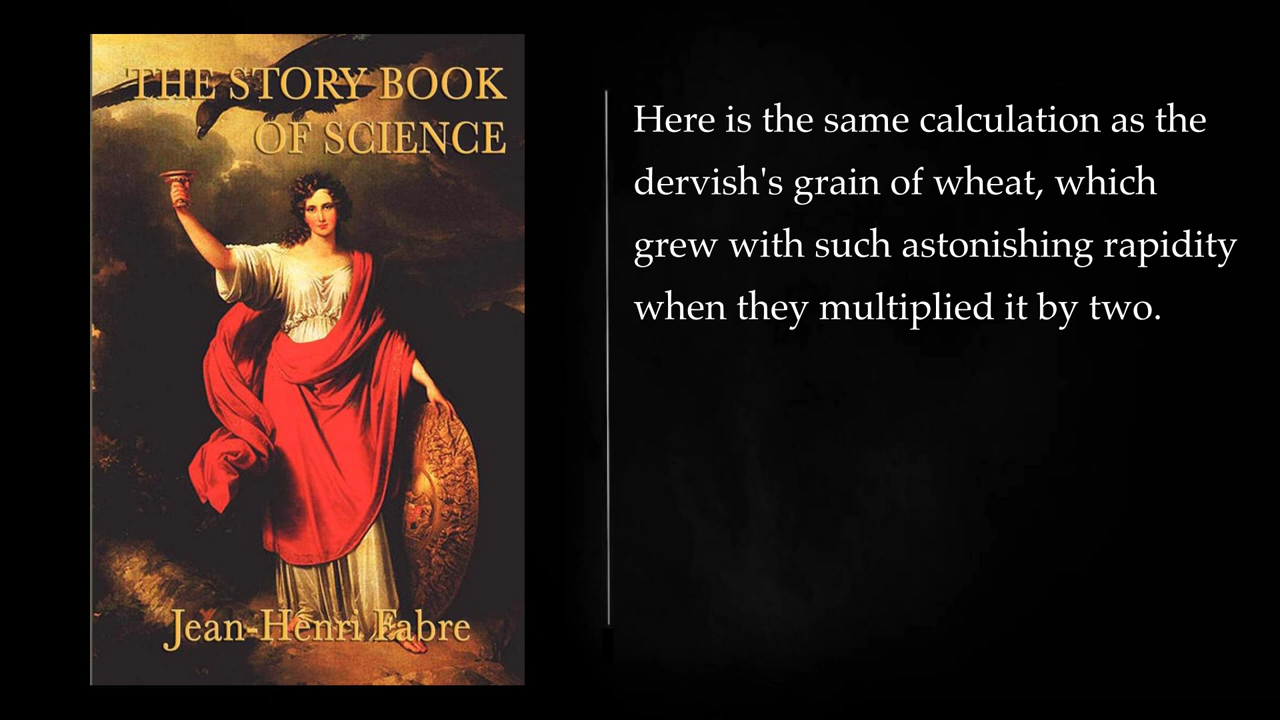 THE STORY BOOK
OF SCIENCE
Jean-Henri Fabre
Here is the same calculation as the
dervish's grain of wheat, which
grew with such astonishing rapidity
when they multiplied it by two.